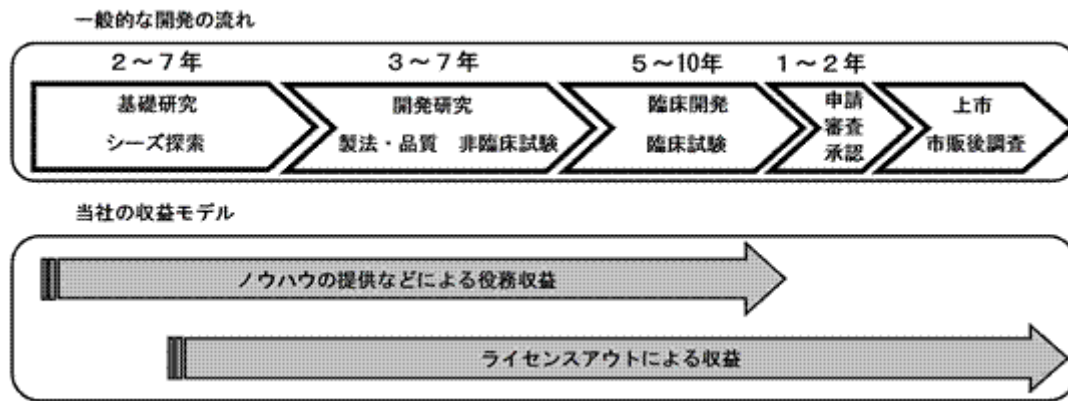 一般的な開発の流れ
2～7年
3～7年
5～10年
1～2年
基礎研究
シーズ探索
開発研究
製法・品質　非臨床試験
臨床開発
臨床試験
申請
審査
承認
上市
市販後調査
当社の収益モデル
ノウハウの提供などによる役務収益
ライセンスアウトによる収益